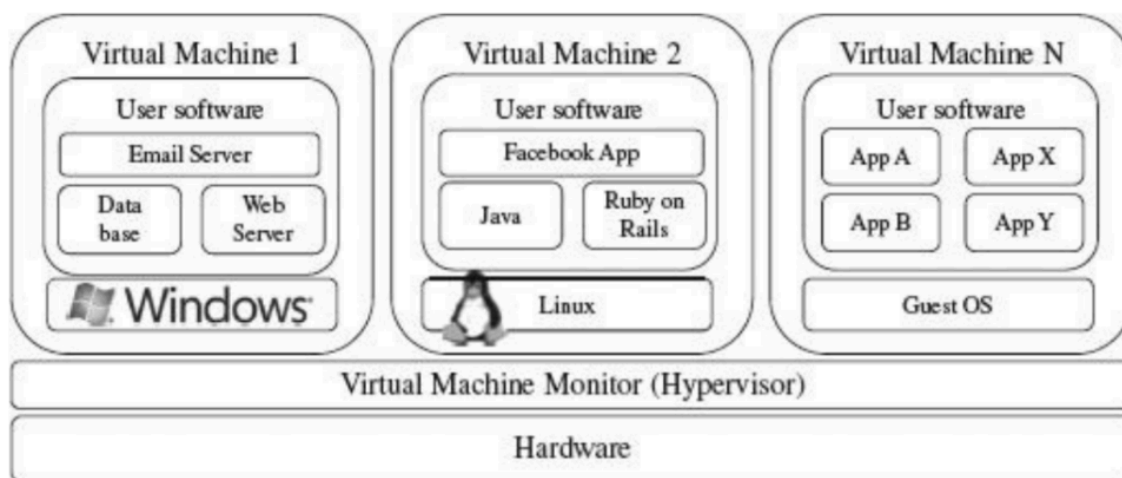 Virtual Machine 1
User software
Email Server
Data
base
Web
Server
Windows
Virtual Machine 2
User software
Facebook App
Java
Ruby on
Rails
Linux
Virtual Machine N
User software
App A
App X
App B
App Y
Guest OS
Virtual Machine Monitor (Hypervisor)
Hardware